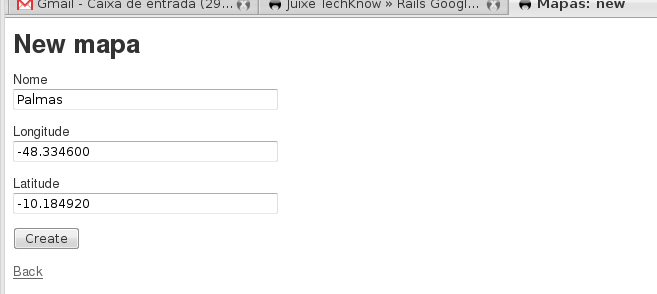 Gmail - Caixa de entrada (29...
Juixe TechKnow » Rails Googl...
Mapas: new
New mapa
Nome
Palmas
Longitude
-48.334600
Latitude
-10.184920
Create
Back